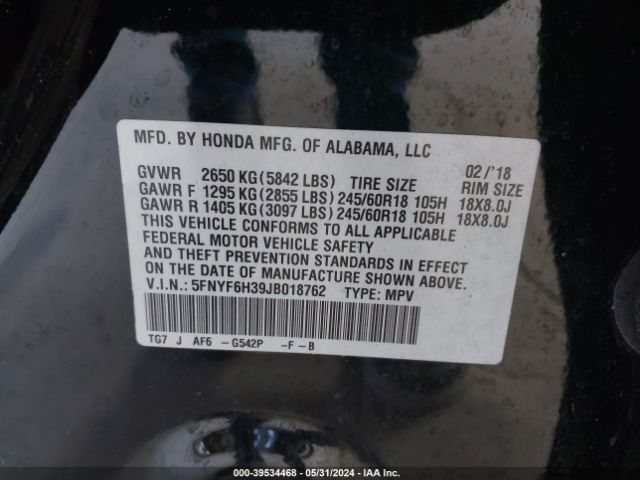 MFD. BY HONDA MFG. OF ALABAMA, LLC 02/'18
GVWR 2650 KG (5842 LBS) TIRE SIZE RIM SIZE
GAWR F 1295 KG (2855 LBS) 245/60R18 105H 18X8.0J
GAWR R 1405 KG (3097 LBS) 245/60R18 105H 18X8.0J
THIS VEHICLE CONFORMS TO ALL APPLICABLE
FEDERAL MOTOR VEHICLE SAFETY
AND THEFT PREVENTION STANDARDS IN EFFECT
ON THE DATE OF MANUFACTURE SHOWN ABOVE.
V.I.N.: 5FNYF6H39JB018762 TYPE: MPV
TG7 J AF6 -G542P -F-B
000-39534468 - 05/31/2024 - IAA Inc.